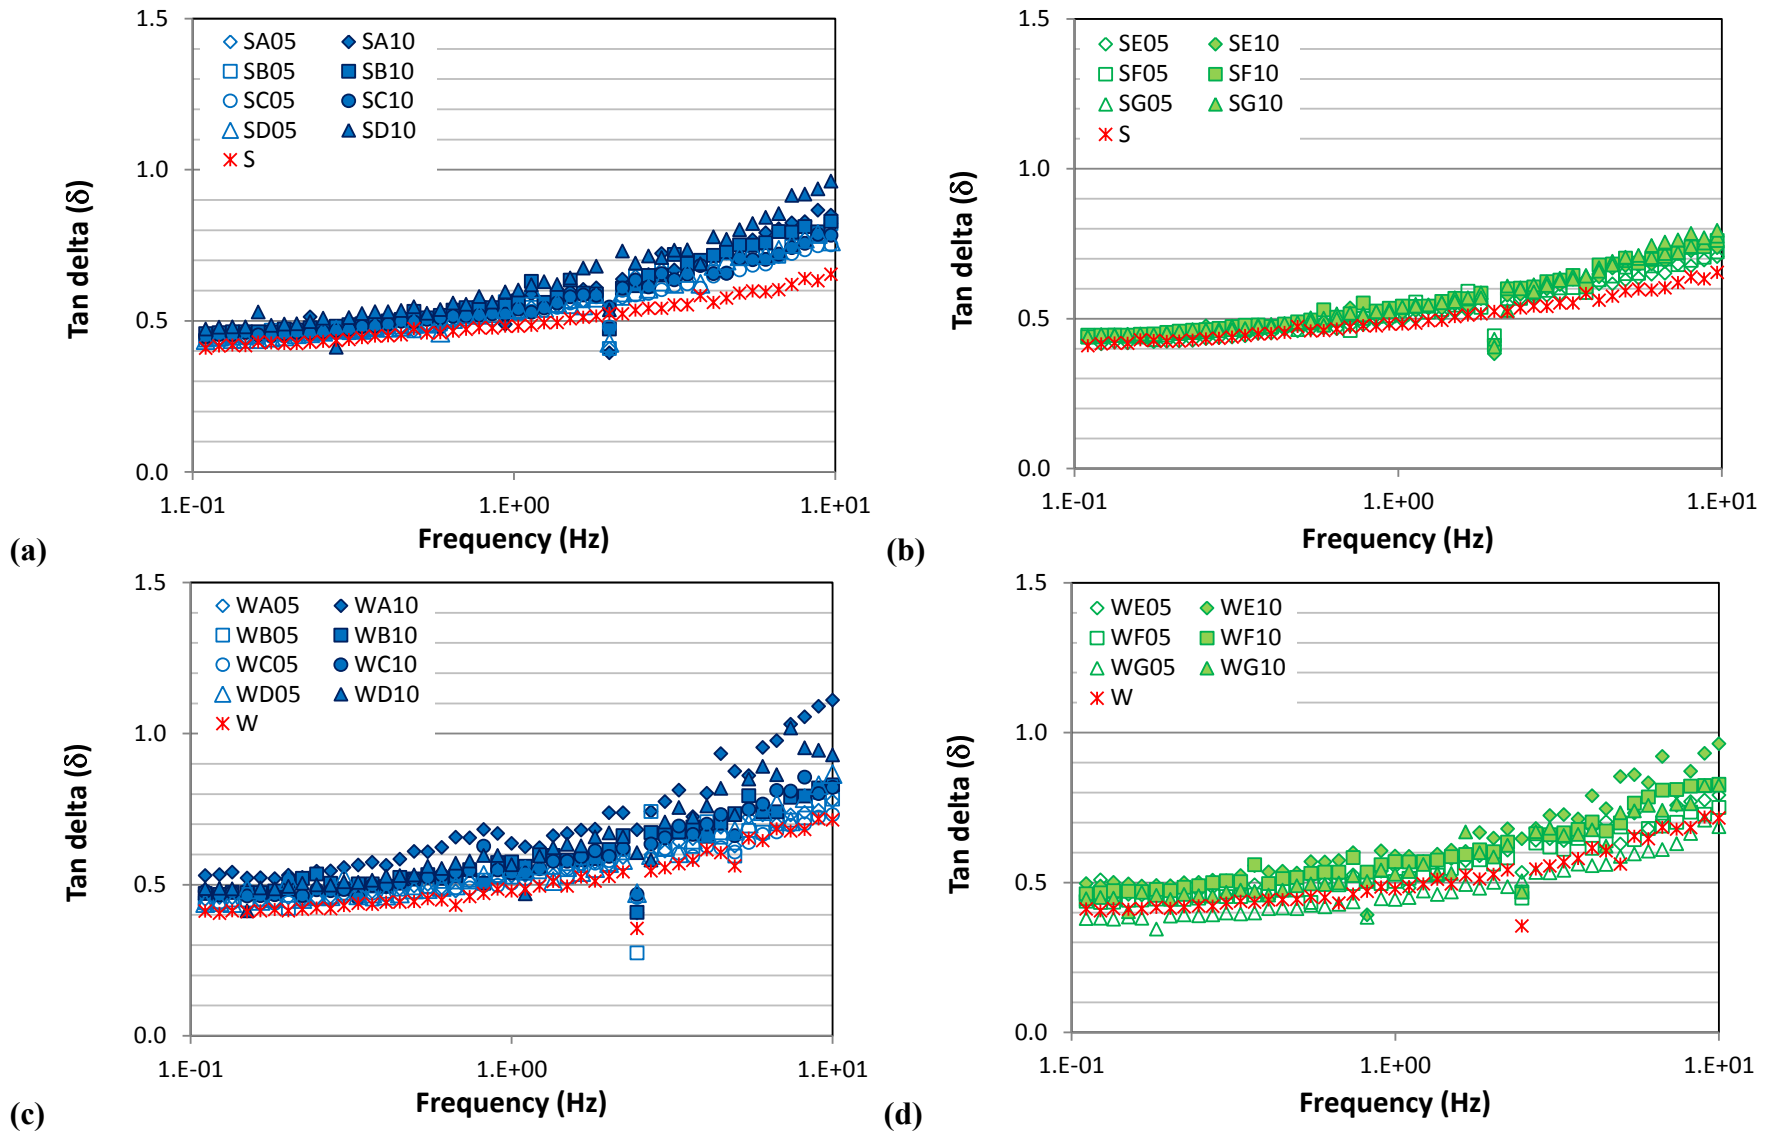 1.5
SA05 SA10
SB05 SB10
SC05 SC10
SD05 SD10
S
1.0
0.5
0.0
Tan delta (δ)
1.E-01 1.E+00 1.E+01
Frequency (Hz)
(a)
1.5
SE05 SE10
SF05 SF10
SG05 SG10
S
1.0
0.5
0.0
Tan delta (δ)
1.E-01 1.E+00 1.E+01
Frequency (Hz)
(b)
1.5
WA05 WA10
WB05 WB10
WC05 WC10
WD05 WD10
W
1.0
0.5
0.0
Tan delta (δ)
1.E-01 1.E+00 1.E+01
Frequency (Hz)
(c)
1.5
WE05 WE10
WF05 WF10
WG05 WG10
W
1.0
0.5
0.0
Tan delta (δ)
1.E-01 1.E+00 1.E+01
Frequency (Hz)
(d)